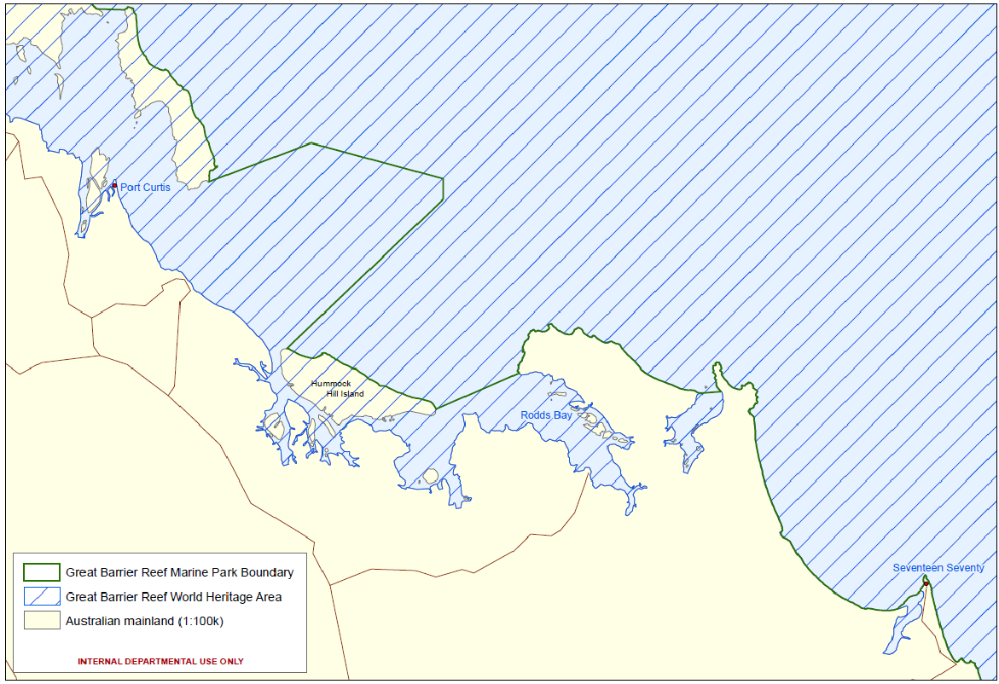 Port Curtis
Hummock
Hill Island
Rodds Bay
Seventeen Seventy
Great Barrier Reef Marine Park Boundary
Great Barrier Reef World Heritage Area
Australian mainland (1:100k)
INTERNAL DEPARTMENTAL USE ONLY